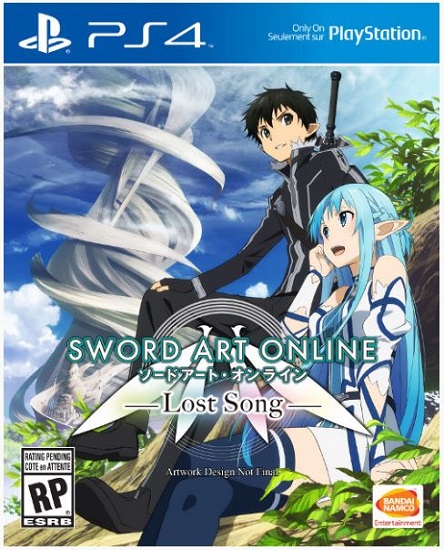 PS4
Only On
Seulement sur
PlayStation®
SWORD ART ONLINE
ソードアート・オンライン
Lost Song
Artwork Design Not Final
RATING PENDING
COTE en ATTENTE
RP
ESRB
BANDAI
NAMCO
Entertainment